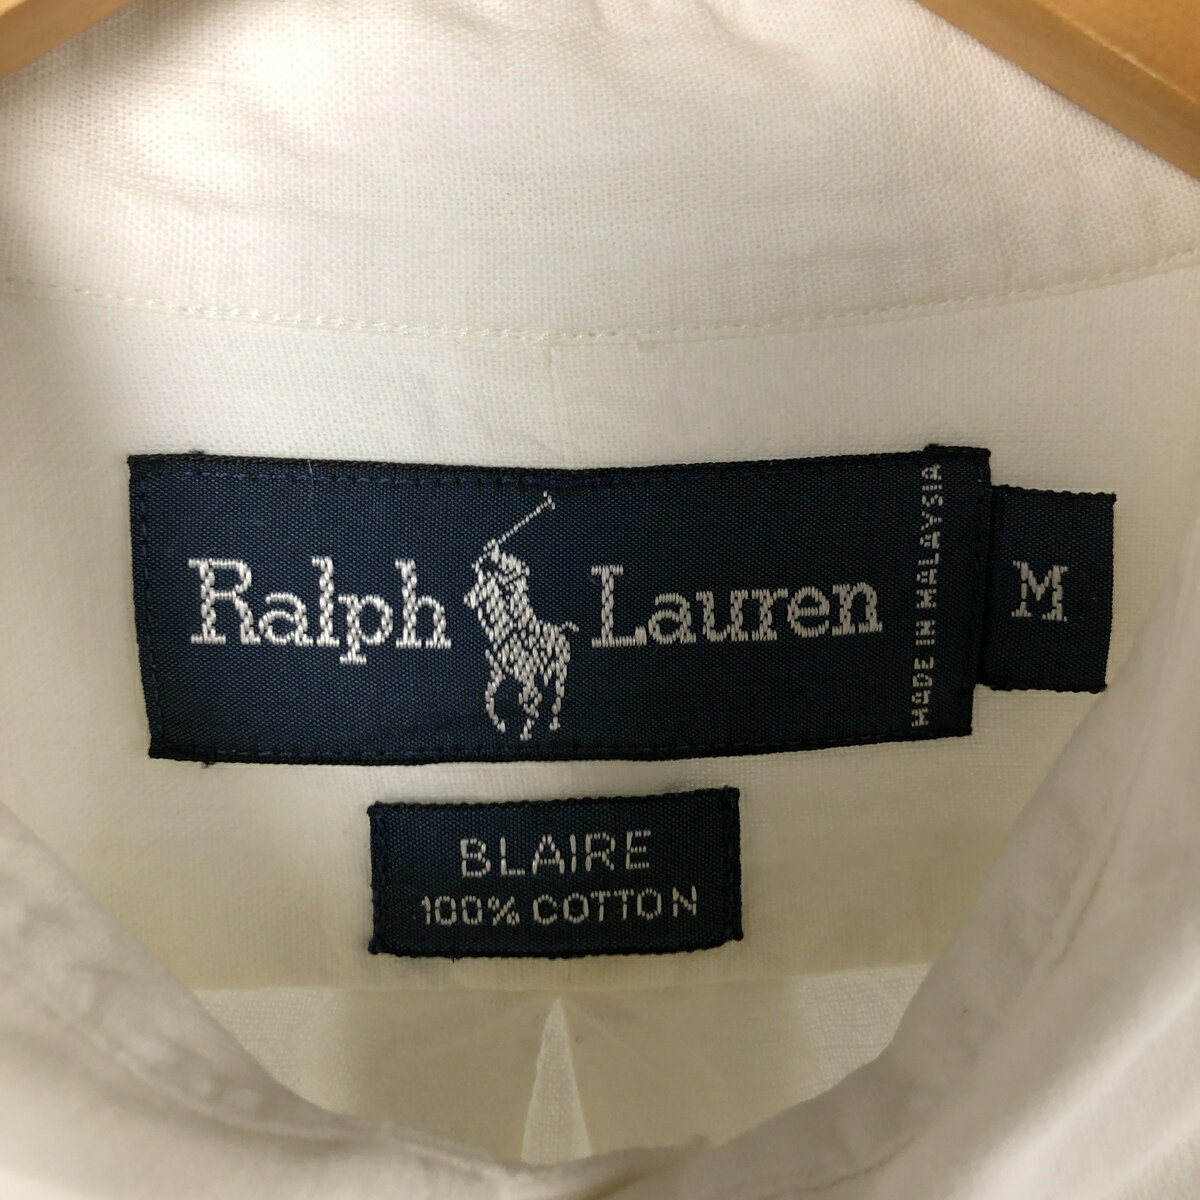 Ralph Lauren
MADE IN MALAYSIA
M
BLAIRE
100% COTTON